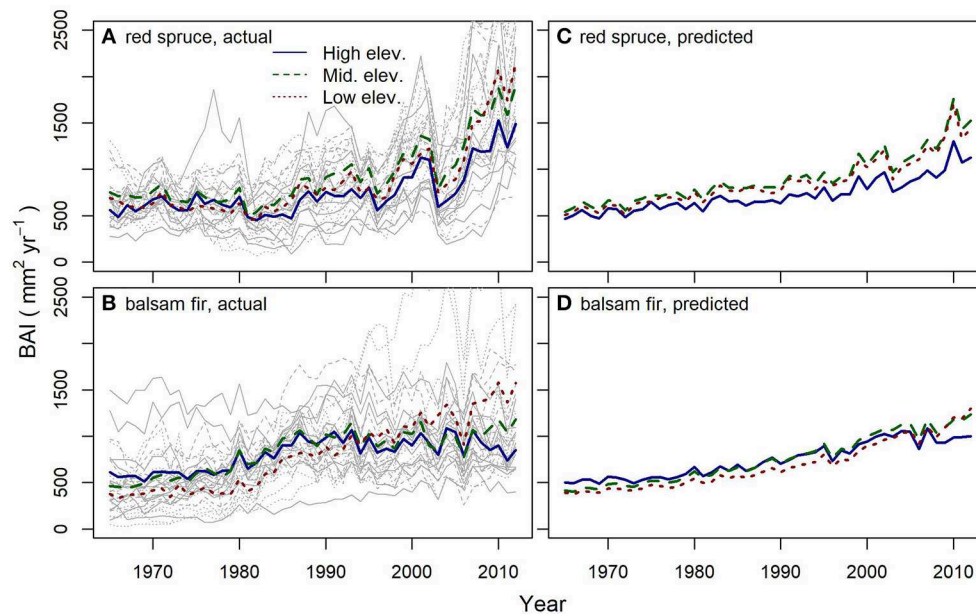 A red spruce, actual
High elev.
Mid. elev.
Low elev.
C red spruce, predicted
2500
1500
500
0
B balsam fir, actual
D balsam fir, predicted
2500
1500
500
0
BAI ( mm² yr⁻¹)
1970 1980 1990 2000 2010
1970 1980 1990 2000 2010
Year